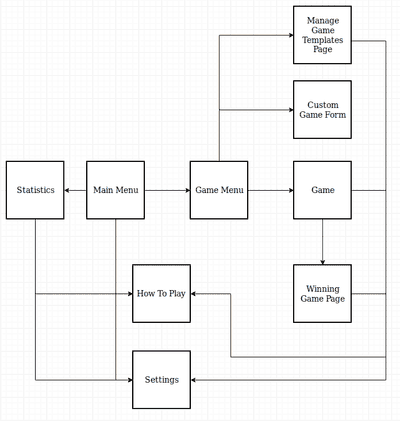 Manage
Game
Templates
Page
Custom
Game Form
Statistics
Main Menu
Game Menu
Game
How To Play
Winning
Game Page
Settings